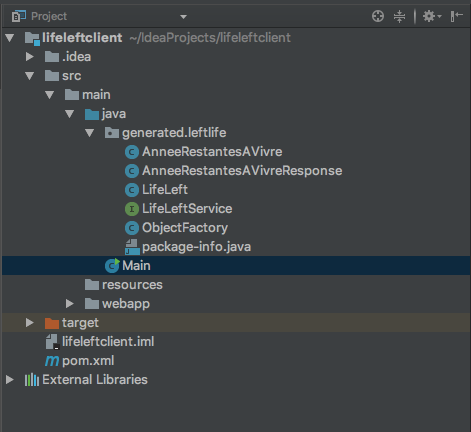 Project
lifeleftclient ~/IdeaProjects/lifeleftclient
.idea
src
main
java
generated.leftlife
AnneeRestantesAVivre
AnneeRestantesAVivreResponse
LifeLeft
LifeLeftService
ObjectFactory
package-info.java
Main
resources
webapp
target
lifeleftclient.iml
pom.xml
External Libraries